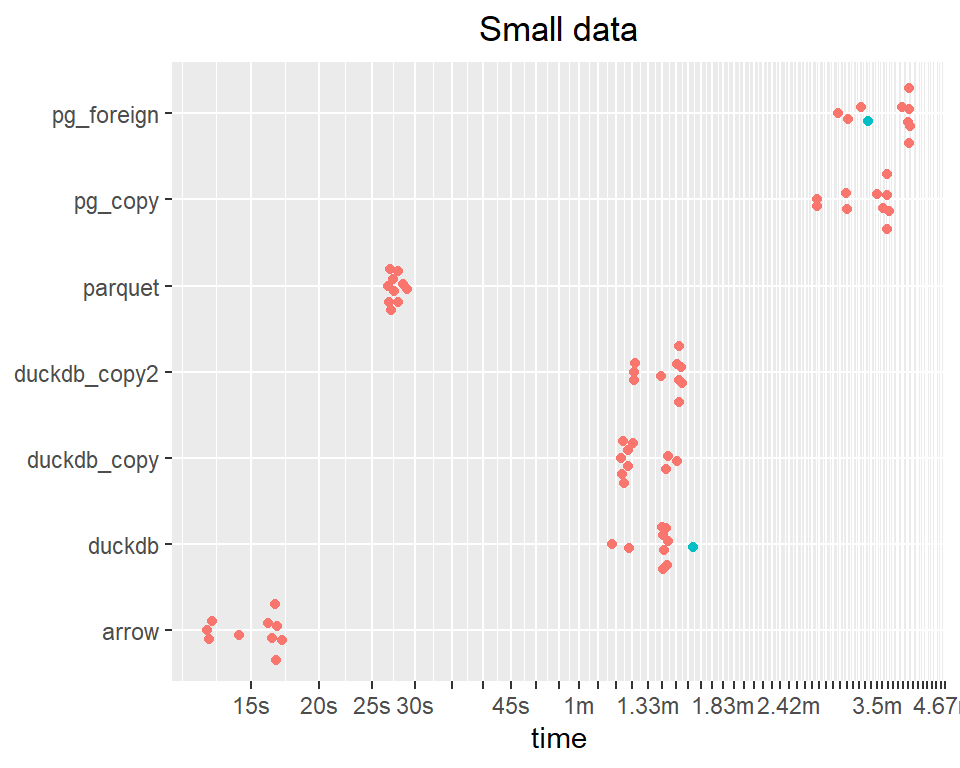 Small data
pg_foreign
pg_copy
parquet
duckdb_copy2
duckdb_copy
duckdb
arrow
15s 20s 25s 30s 45s 1m 1.33m 1.83m 2.42m 3.5m 4.67m
time